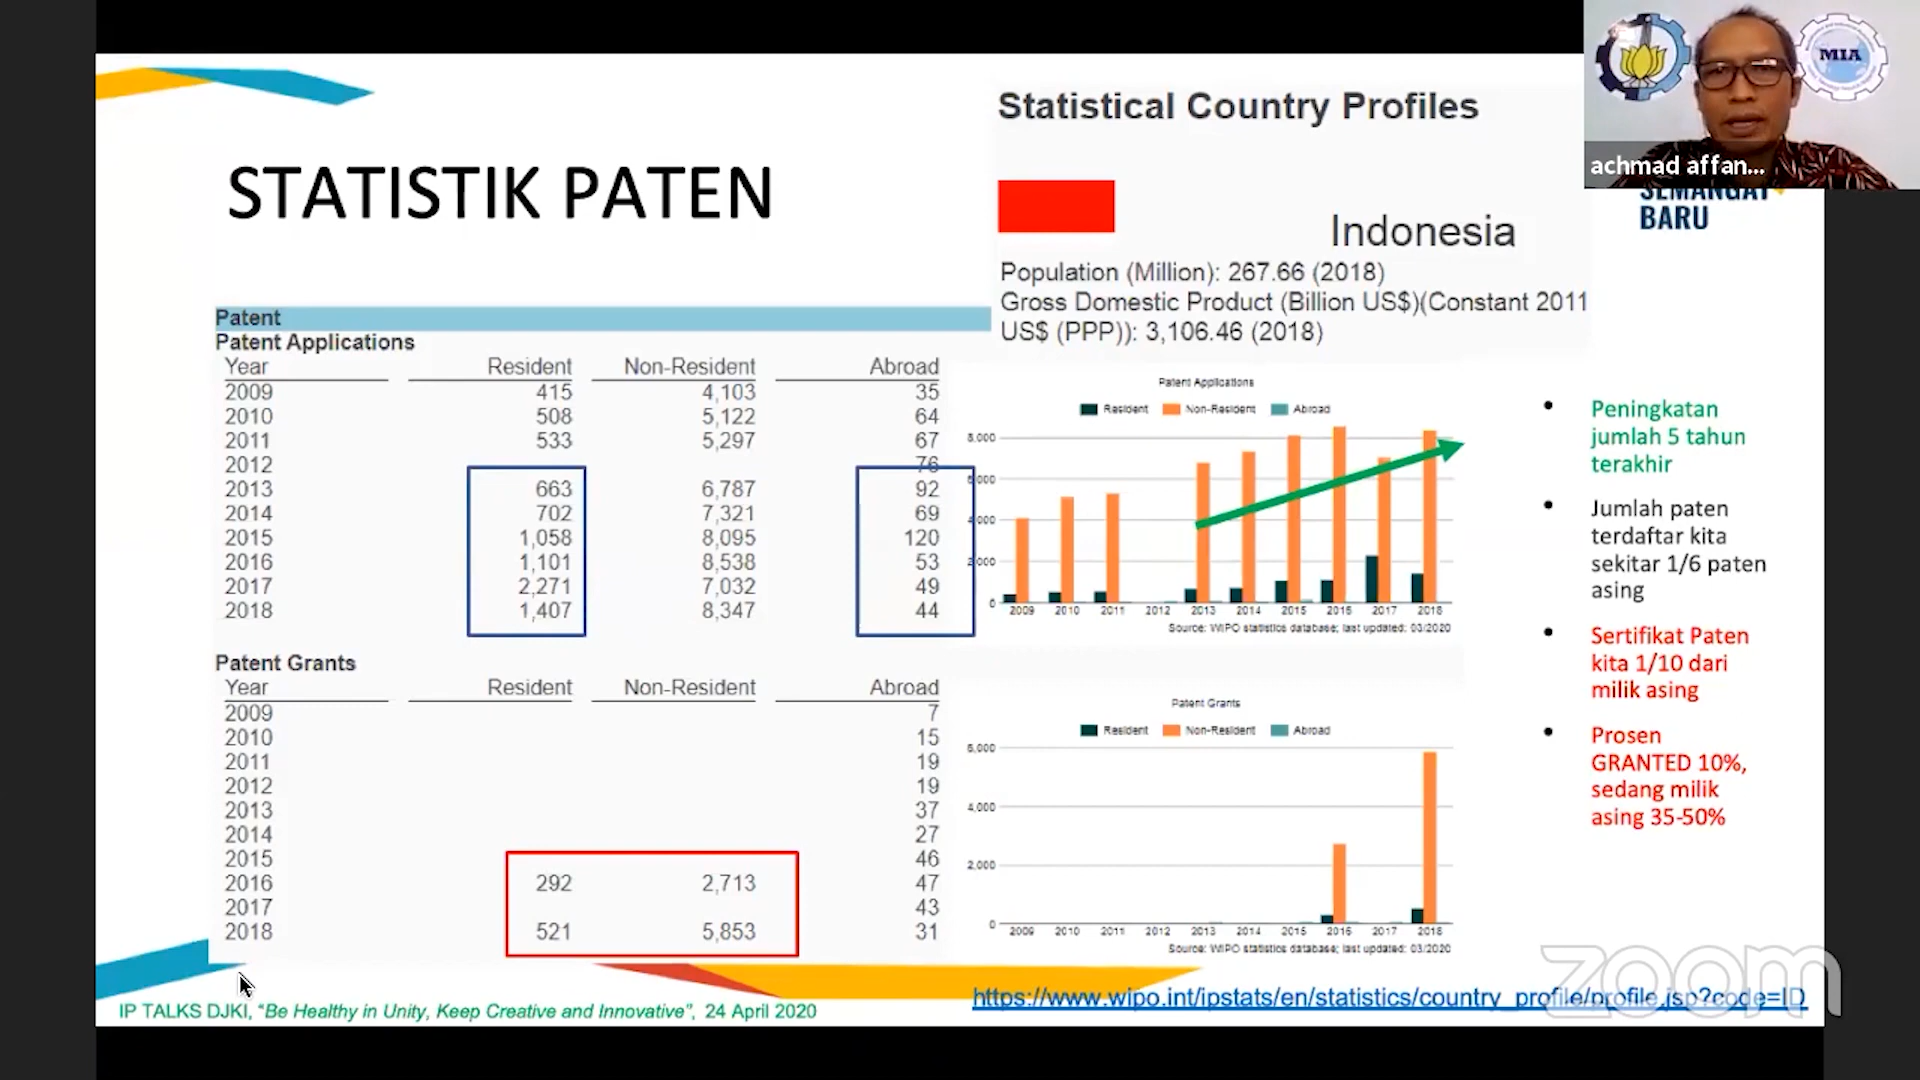 STATISTIK PATEN
Statistical Country Profiles
Indonesia
Population (Million): 267.66 (2018)
Gross Domestic Product (Billion US$)(Constant 2011
US$ (PPP)): 3,106.46 (2018)
MIA
achmad affan...
SEMANGAT
BARU
Patent
Patent Applications
Year Resident Non-Resident Abroad
2009 415 4,103 35
2010 508 5,122 64
2011 533 5,297 67
2012 76
2013 663 6,787 92
2014 702 7,321 69
2015 1,058 8,095 120
2016 1,101 8,538 53
2017 2,271 7,032 49
2018 1,407 8,347 44
Patent Grants
Year Resident Non-Resident Abroad
2009 7
2010 15
2011 19
2012 19
2013 37
2014 27
2015 46
2016 292 2,713 47
2017 43
2018 521 5,853 31
Patent Applications
Resident Non-Resident Abroad
8,000
6,000
4,000
2,000
0
2009 2010 2011 2012 2013 2014 2015 2016 2017 2018
Source: WIPO statistics database; last updated: 03/2020
Patent Grants
Resident Non-Resident Abroad
6,000
4,000
2,000
0
2009 2010 2011 2012 2013 2014 2015 2016 2017 2018
Source: WIPO statistics database; last updated: 03/2020
• Peningkatan
jumlah 5 tahun
terakhir
• Jumlah paten
terdaftar kita
sekitar 1/6 paten
asing
• Sertifikat Paten
kita 1/10 dari
milik asing
• Prosen
GRANTED 10%,
sedang milik
asing 35-50%
IP TALKS DJKI, "Be Healthy in Unity, Keep Creative and Innovative", 24 April 2020
https://www.wipo.int/ipstats/en/statistics/country_profile/profile.jsp?code=ID
zoom